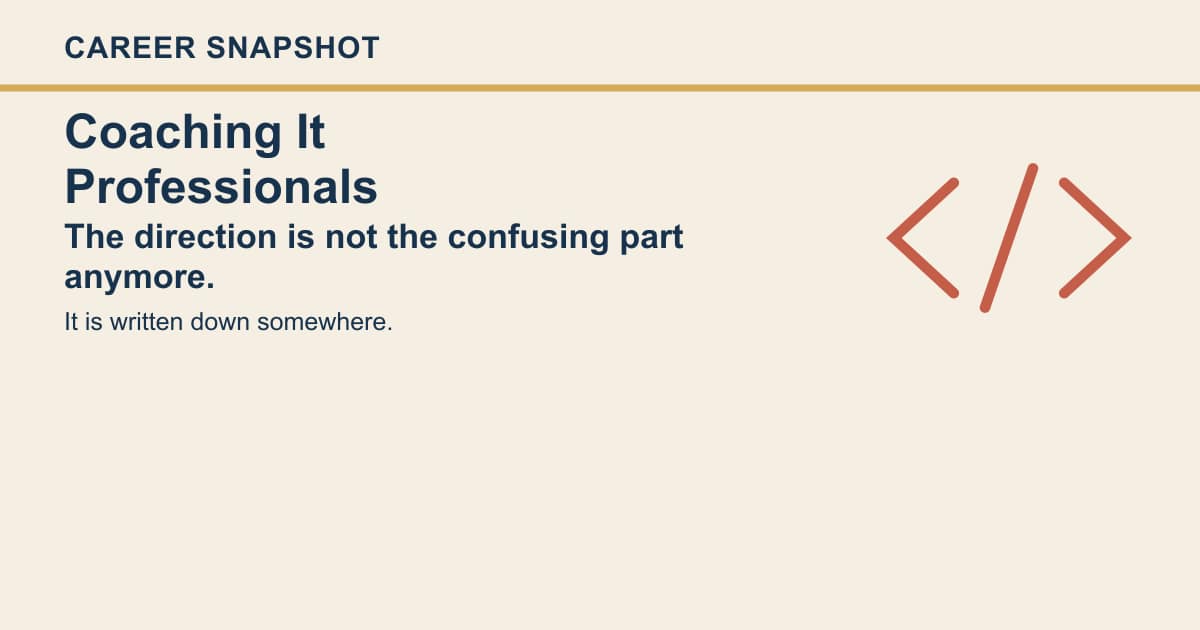 CAREER SNAPSHOT
Coaching It
Professionals
The direction is not the confusing part
anymore.
It is written down somewhere.